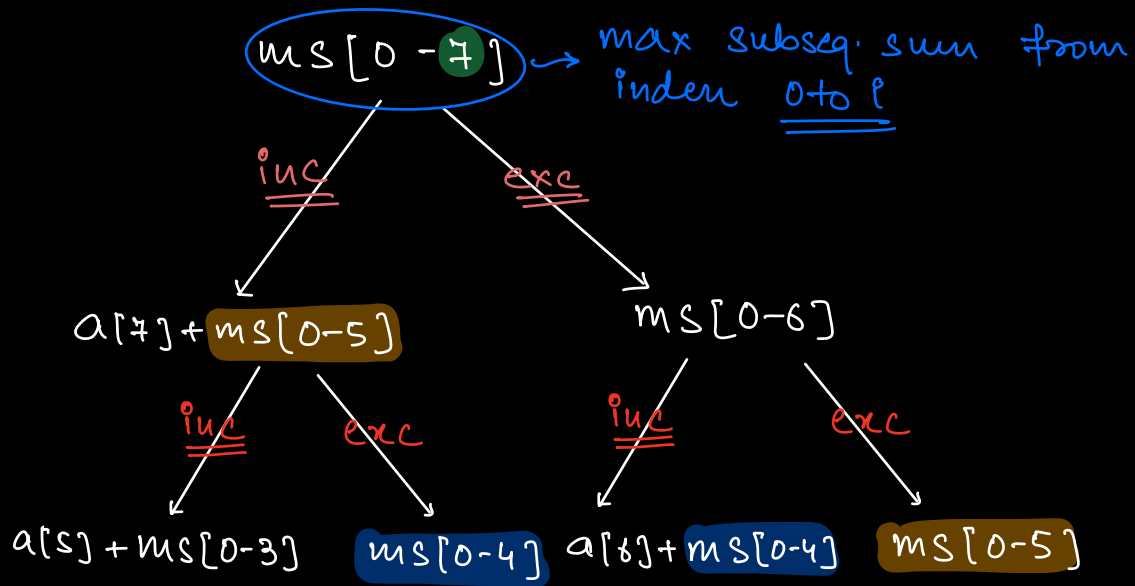 ms[0-7]
max subseq. sum from
inden 0 to i
inc
exc
a[7]+ms[0-5]
ms[0-6]
inc
exc
inc
exc
a[5]+ms[0-3]
ms[0-4]
a[6]+ms[0-4]
ms[0-5]